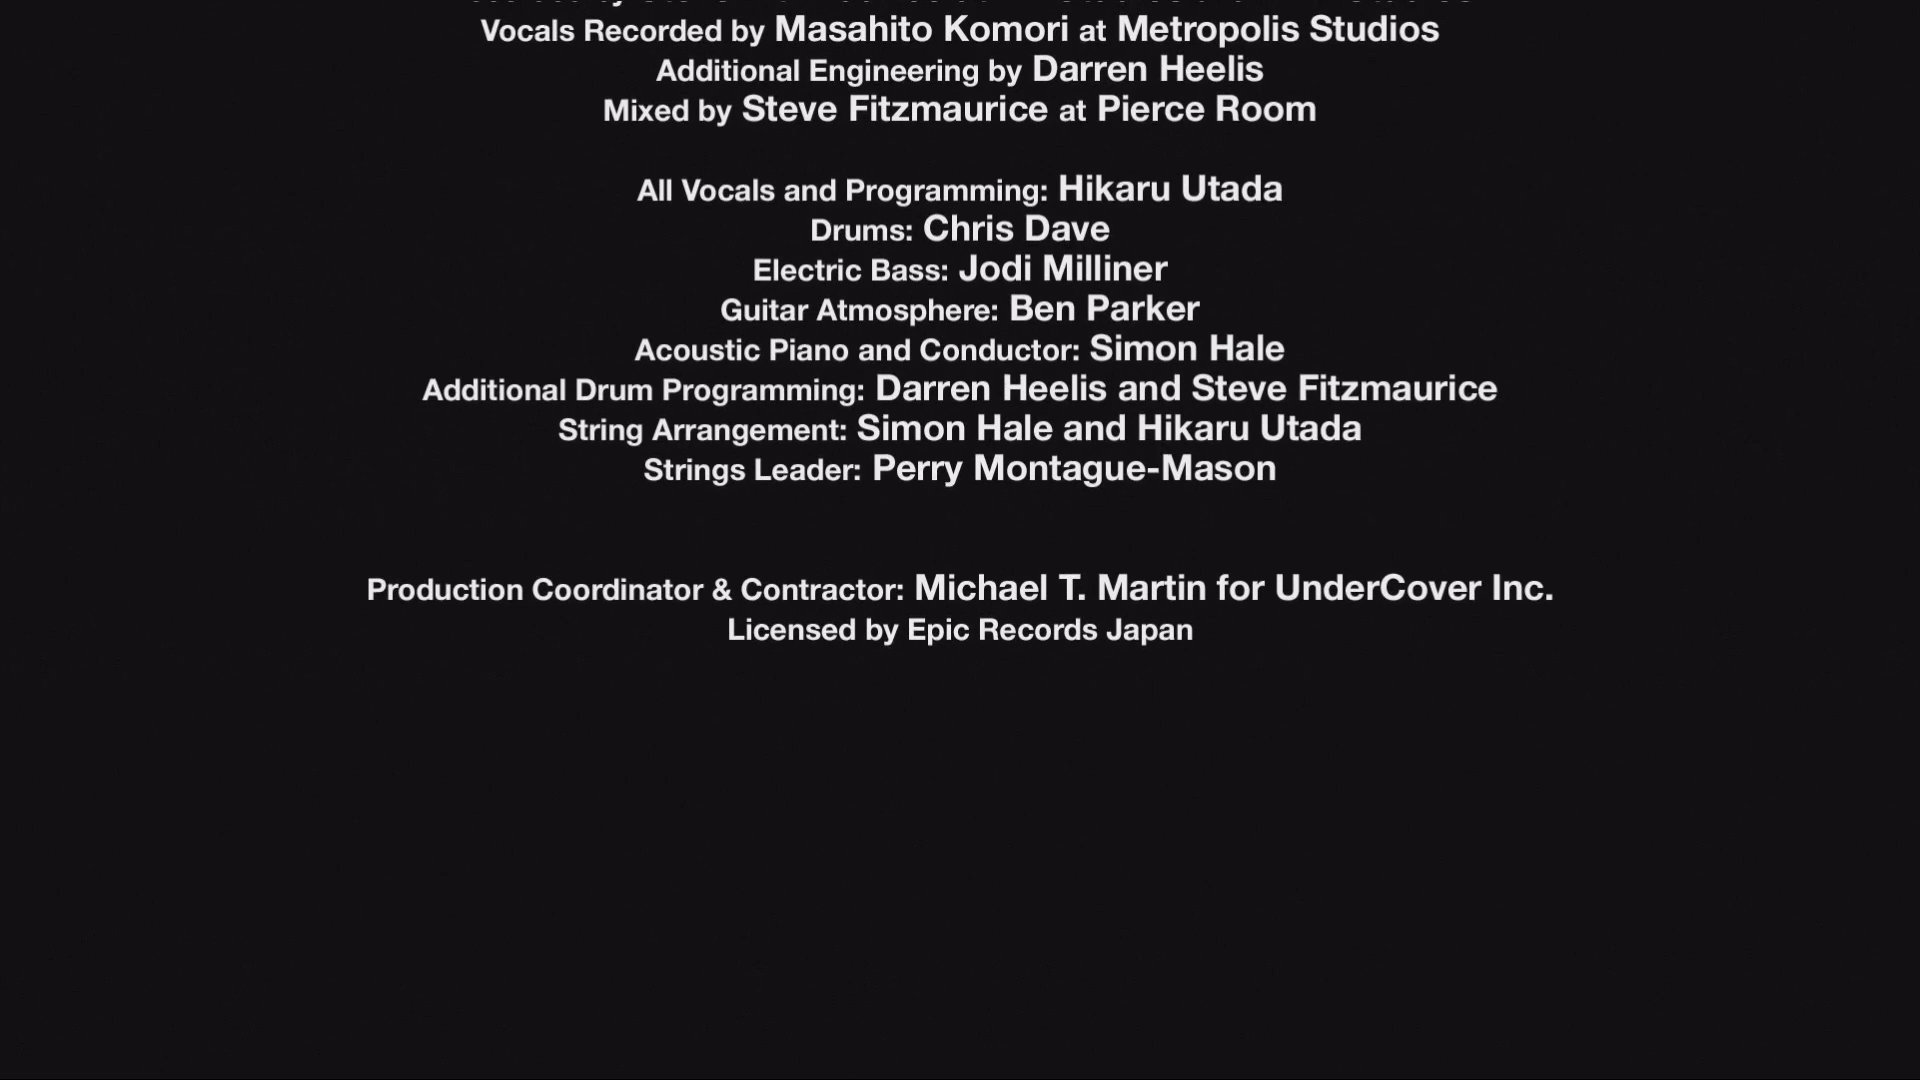 Vocals Recorded by Masahito Komori at Metropolis Studios
Additional Engineering by Darren Heelis
Mixed by Steve Fitzmaurice at Pierce Room
All Vocals and Programming: Hikaru Utada
Drums: Chris Dave
Electric Bass: Jodi Milliner
Guitar Atmosphere: Ben Parker
Acoustic Piano and Conductor: Simon Hale
Additional Drum Programming: Darren Heelis and Steve Fitzmaurice
String Arrangement: Simon Hale and Hikaru Utada
Strings Leader: Perry Montague-Mason
Production Coordinator & Contractor: Michael T. Martin for UnderCover Inc.
Licensed by Epic Records Japan